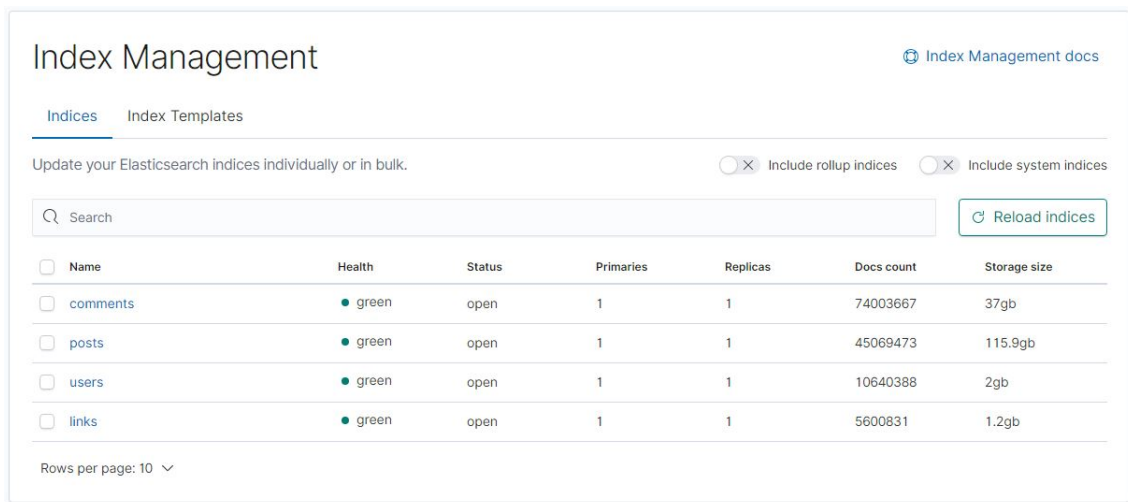 Index Management
Index Management docs
Indices Index Templates
Update your Elasticsearch indices individually or in bulk.
Include rollup indices Include system indices
Search
Reload indices
Name Health Status Primaries Replicas Docs count Storage size
comments green open 1 1 74003667 37gb
posts green open 1 1 45069473 115.9gb
users green open 1 1 10640388 2gb
links green open 1 1 5600831 1.2gb
Rows per page: 10